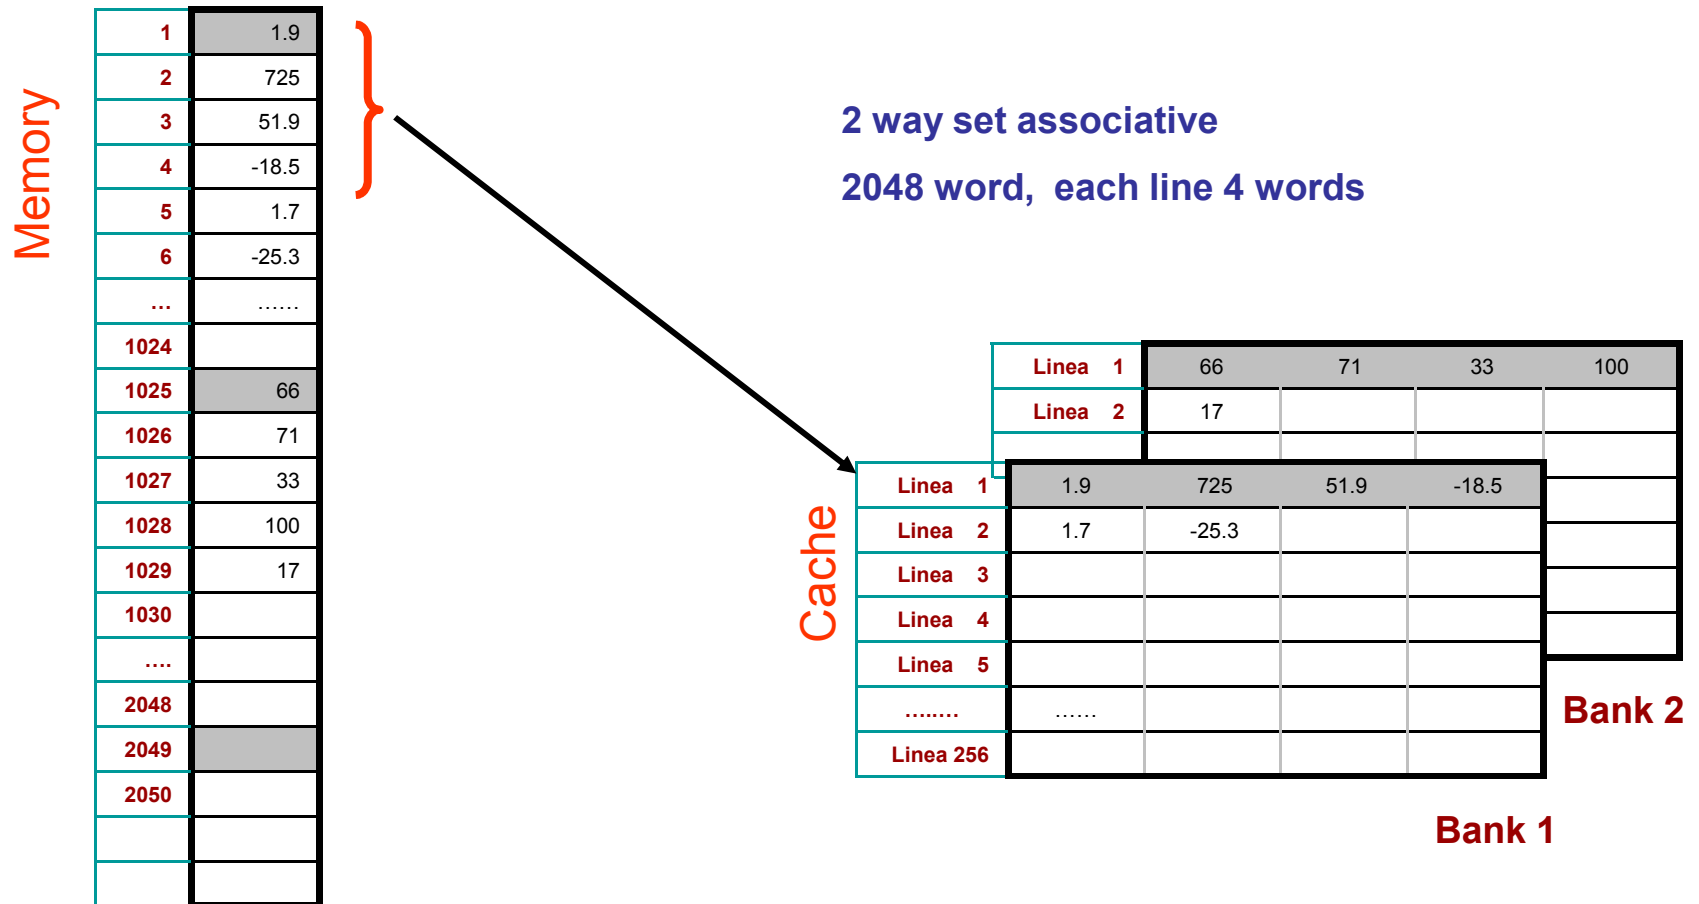 Memory
1 1.9
2 725
3 51.9
4 -18.5
5 1.7
6 -25.3
... ......
1024
1025 66
1026 71
1027 33
1028 100
1029 17
1030
....
2048
2049
2050
2 way set associative
2048 word, each line 4 words
Linea 1 66 71 33 100
Linea 2 17
Cache
Linea 1 1.9 725 51.9 -18.5
Linea 2 1.7 -25.3
Linea 3
Linea 4
Linea 5
........ ......
Linea 256
Bank 2
Bank 1